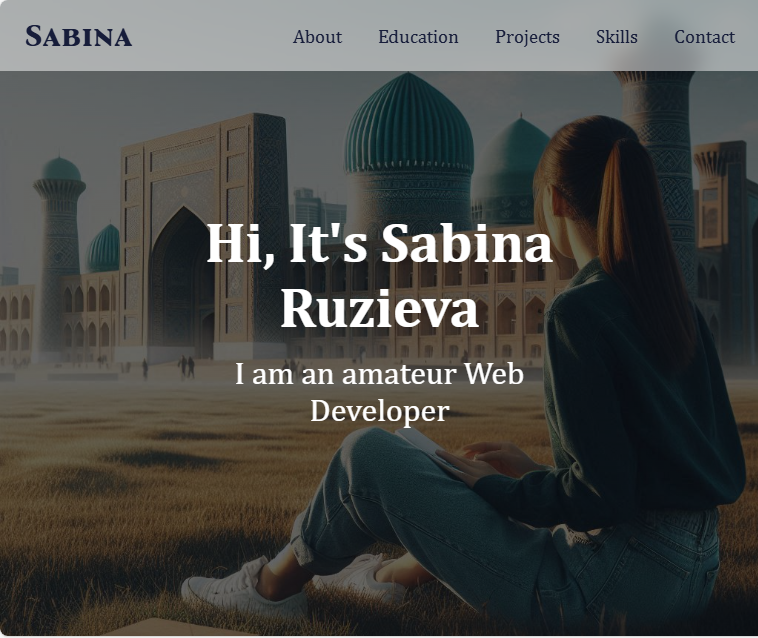 SABINA
About Education Projects Skills Contact
Hi, It's Sabina
Ruzieva
I am an amateur Web
Developer